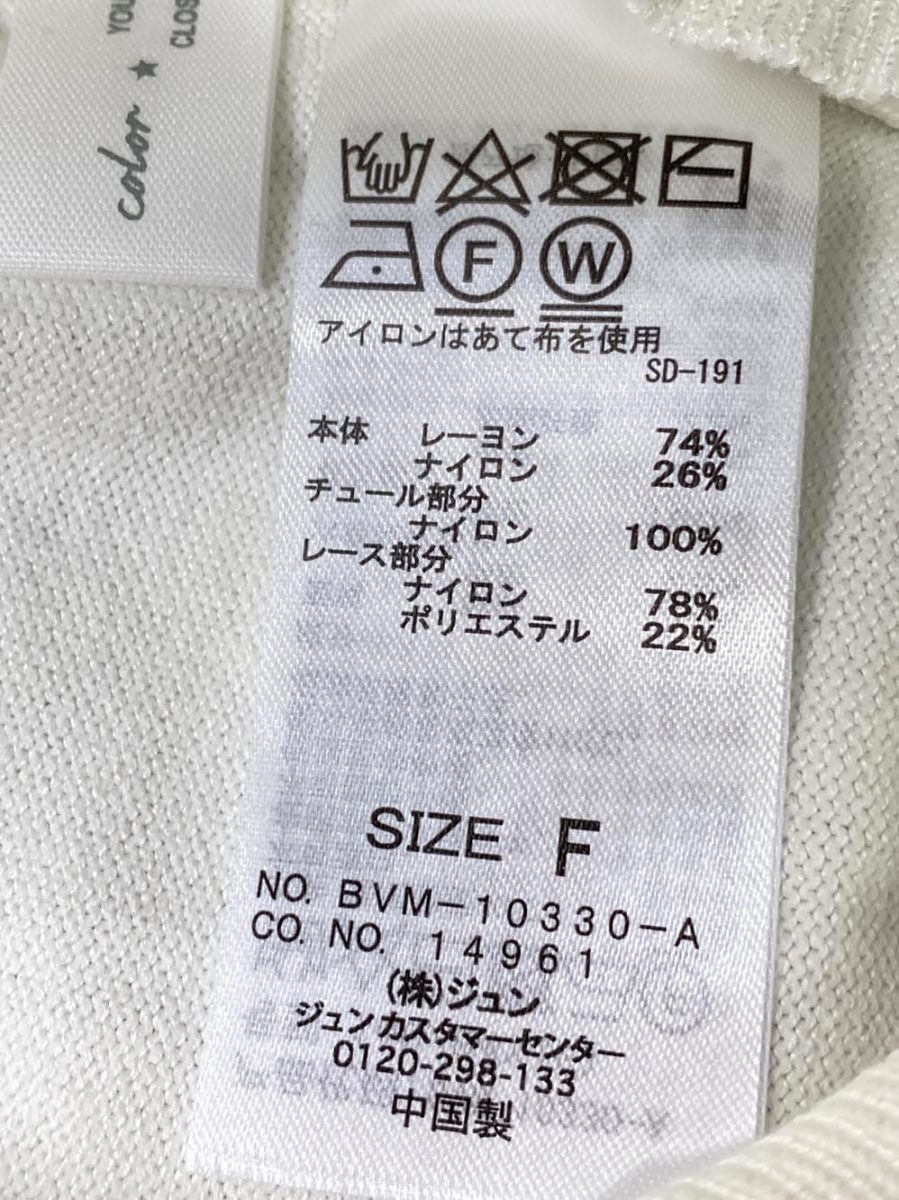 color ★
YOU
CLOS
F
W
アイロンはあて布を使用
SD-191
本体 レーヨン 74%
ナイロン 26%
チュール部分
ナイロン 100%
レース部分
ナイロン 78%
ポリエステル 22%
SIZE F
NO. BVM-10330-A
CO. NO. 14961
(株)ジュン
ジュンカスタマーセンター
0120-298-133
中国製